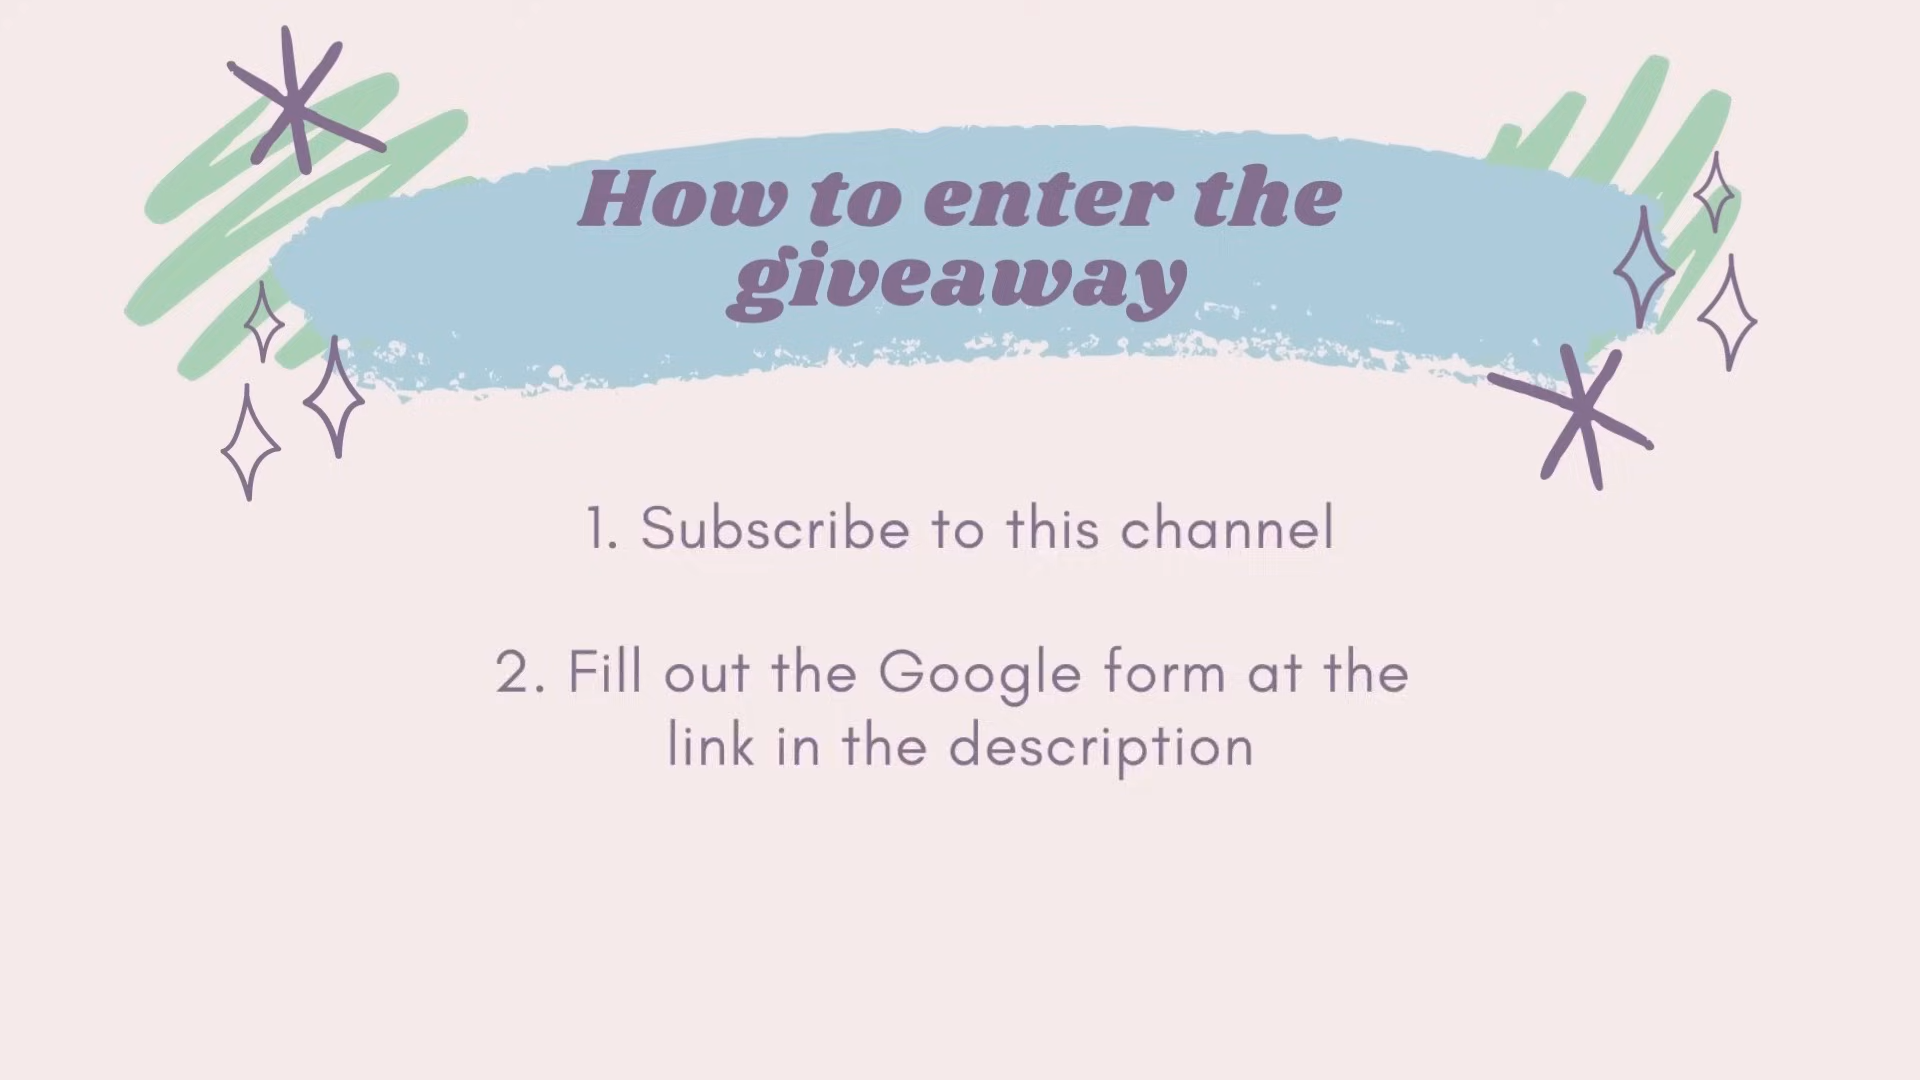 How to enter the
giveaway
1. Subscribe to this channel
2. Fill out the Google form at the
link in the description